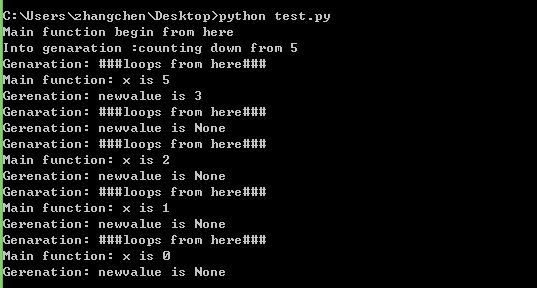 C:\Users\zhangchen\Desktop>python test.py
Main function begin from here
Into genaration :counting down from 5
Genaration: ###loops from here###
Main function: x is 5
Gerenation: newvalue is 3
Genaration: ###loops from here###
Gerenation: newvalue is None
Genaration: ###loops from here###
Main function: x is 2
Gerenation: newvalue is None
Genaration: ###loops from here###
Main function: x is 1
Gerenation: newvalue is None
Genaration: ###loops from here###
Main function: x is 0
Gerenation: newvalue is None